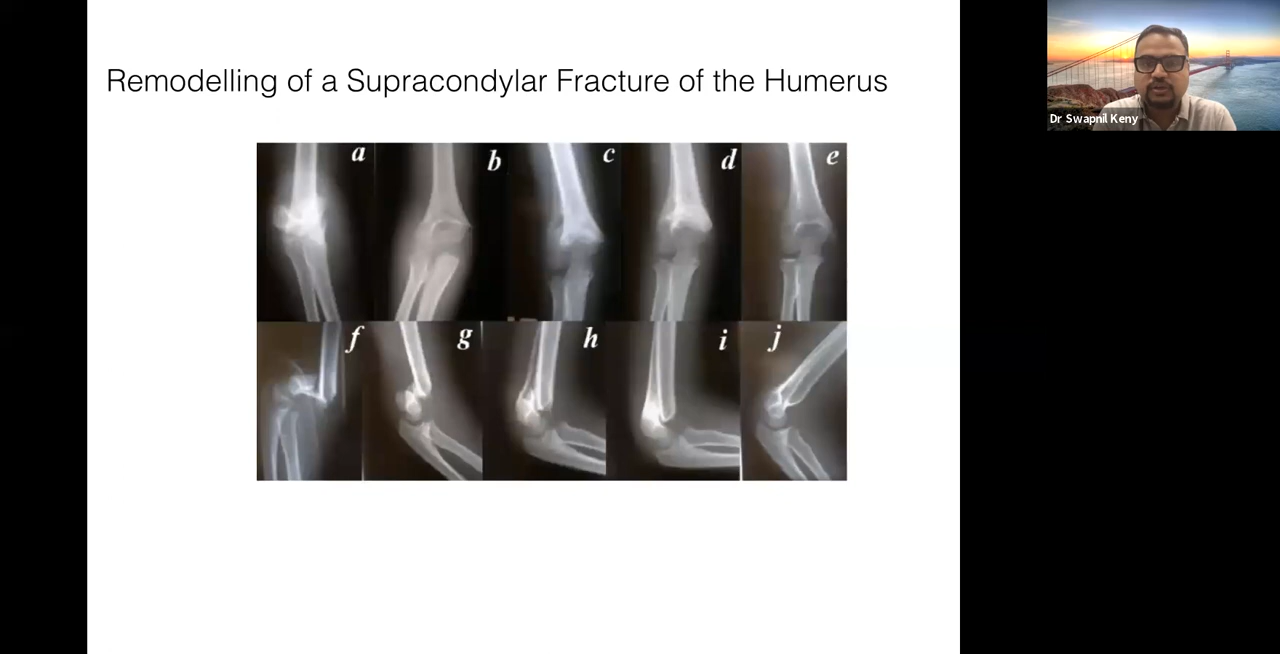 Remodelling of a Supracondylar Fracture of the Humerus
Dr Swapnil Keny
a b c d e
f g h i j